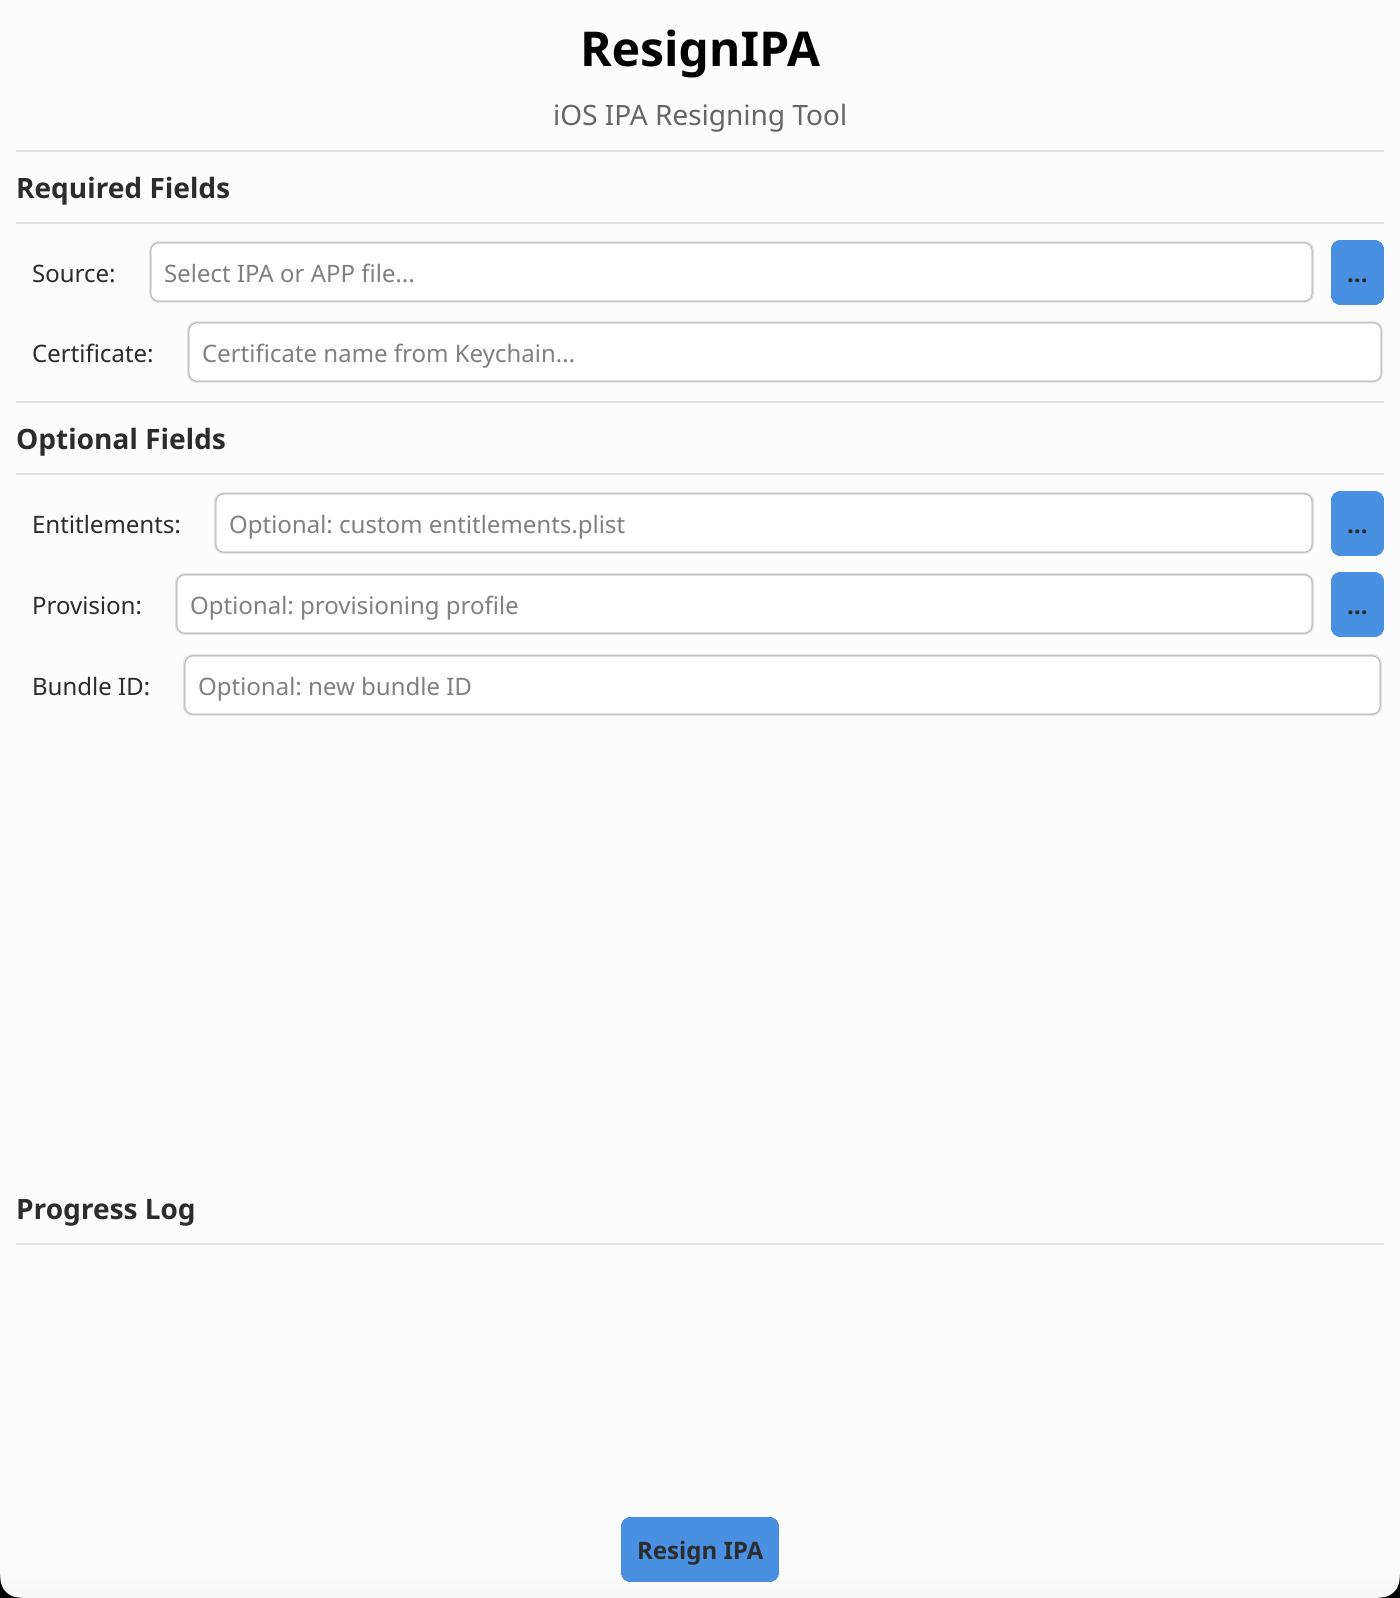 ResignIPA
iOS IPA Resigning Tool
Required Fields
Source: Select IPA or APP file... ...
Certificate: Certificate name from Keychain...
Optional Fields
Entitlements: Optional: custom entitlements.plist ...
Provision: Optional: provisioning profile ...
Bundle ID: Optional: new bundle ID
Progress Log
Resign IPA